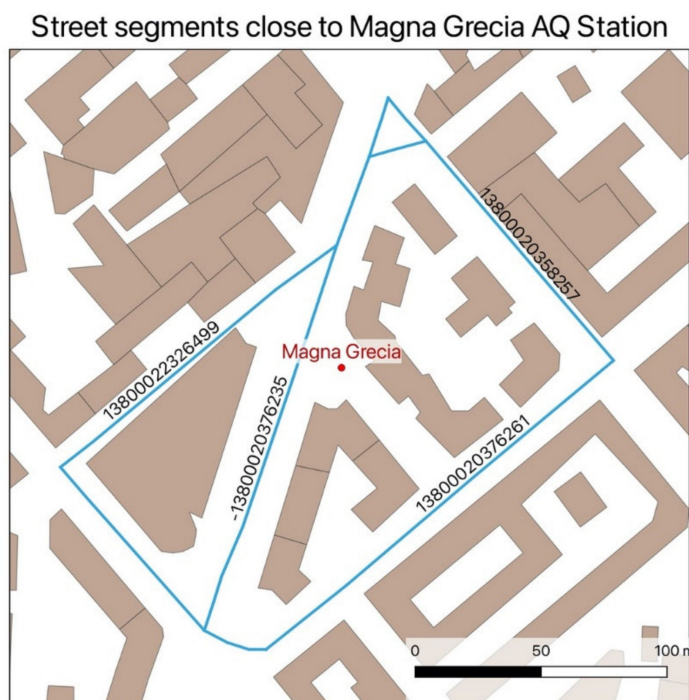 Street segments close to Magna Grecia AQ Station
13800020358257
13800022326499
Magna Grecia
-13800020376235
13800020376261
0 50 100 m